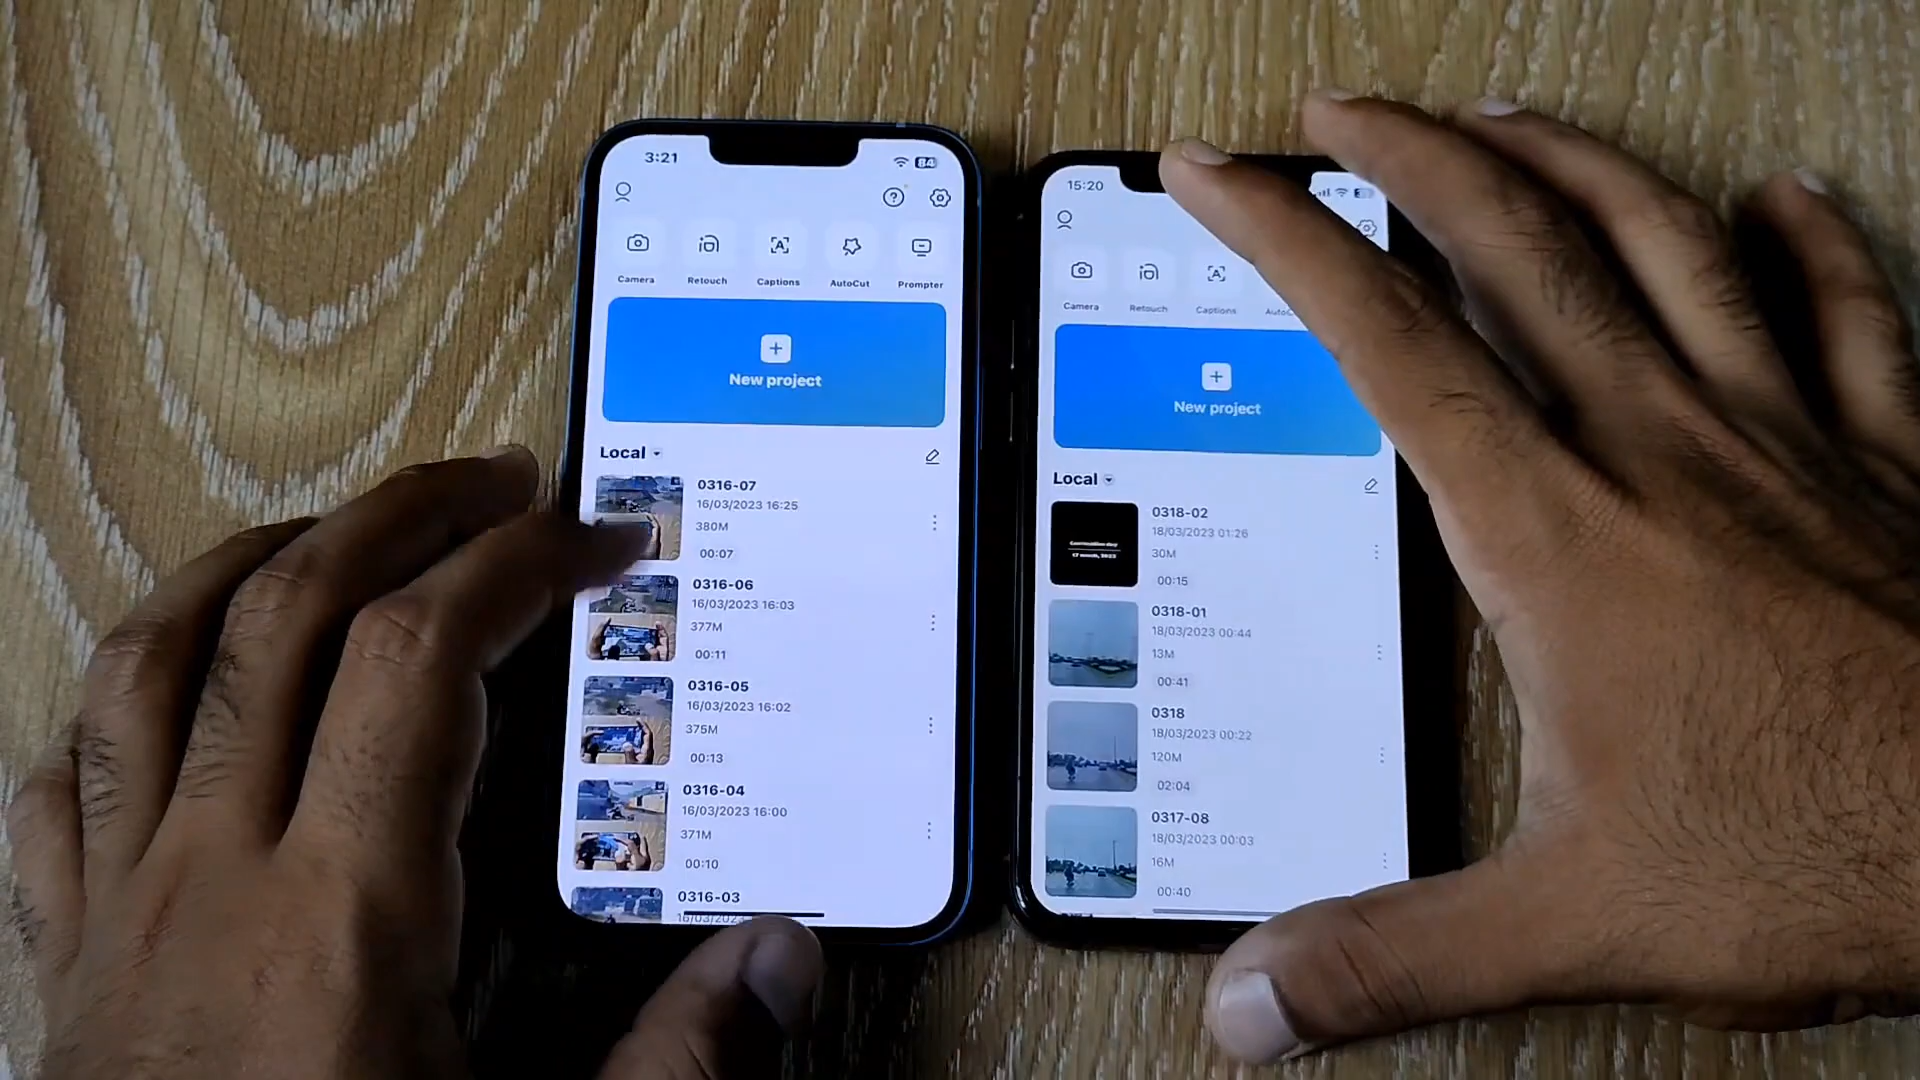 3:21
84
Camera
Retouch
Captions
AutoCut
Prompter
New project
Local
0316-07
16/03/2023 16:25
380M
00:07
0316-06
16/03/2023 16:03
377M
00:11
0316-05
16/03/2023 16:02
375M
00:13
0316-04
16/03/2023 16:00
371M
00:10
0316-03
15:20
Camera
Retouch
Captions
New project
Local
0318-02
18/03/2023 01:26
30M
00:15
0318-01
18/03/2023 00:44
13M
00:41
0318
18/03/2023 00:22
120M
02:04
0317-08
18/03/2023 00:03
16M
00:40